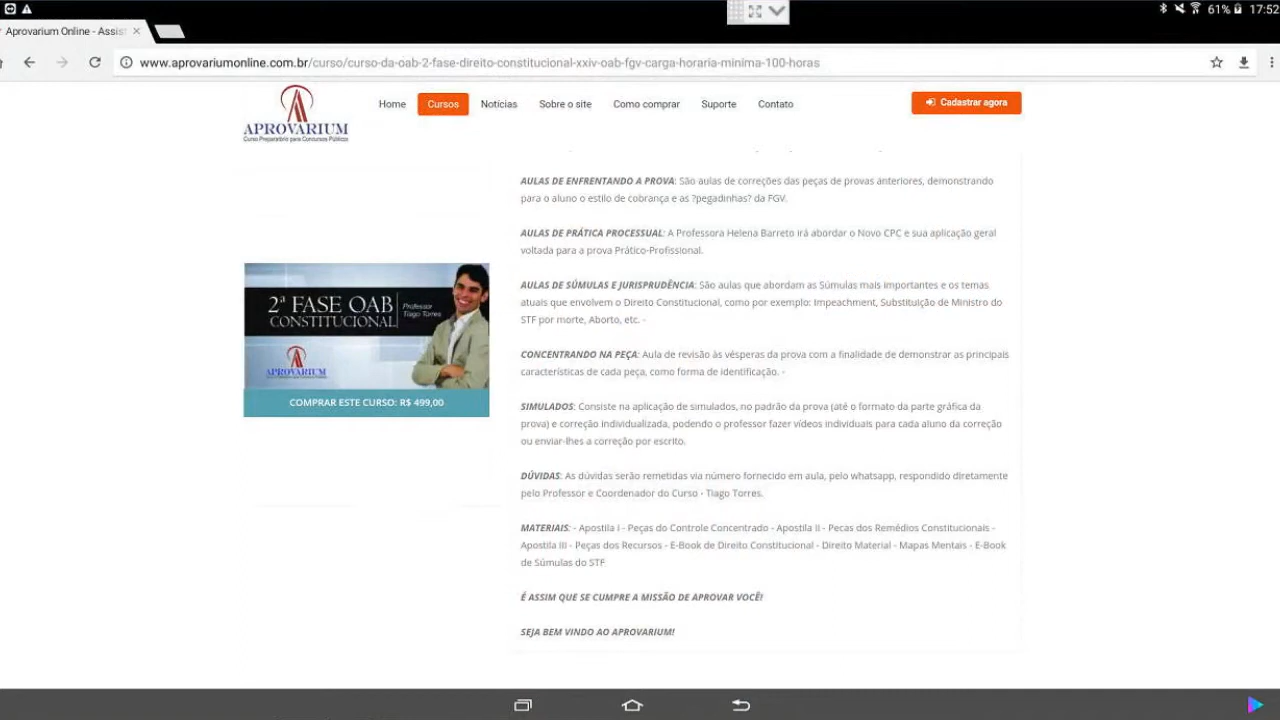 61% 17:52
Aprovarium Online - Assis
www.aprovariumonline.com.br/curso/curso-da-oab-2-fase-direito-constitucional-xxiv-oab-fgv-carga-horaria-minima-100-horas
APROVARIUM
Curso Preparatório para Concursos Públicos
Home Cursos Notícias Sobre o site Como comprar Suporte Contato Cadastrar agora
AULAS DE ENFRENTANDO A PROVA: São aulas de correções das peças de provas anteriores, demonstrando
para o aluno o estilo de cobrança e as ?pegadinhas? da FGV.
AULAS DE PRÁTICA PROCESSUAL: A Professora Helena Barreto irá abordar o Novo CPC e sua aplicação geral
voltada para a prova Prático-Profissional.
AULAS DE SÚMULAS E JURISPRUDÊNCIA: São aulas que abordam as Súmulas mais importantes e os temas
atuais que envolvem o Direito Constitucional, como por exemplo: Impeachment, Substituição de Ministro do
STF por morte, Aborto, etc. -
CONCENTRANDO NA PEÇA: Aula de revisão às vésperas da prova com a finalidade de demonstrar as principais
características de cada peça, como forma de identificação. -
SIMULADOS: Consiste na aplicação de simulados, no padrão da prova (até o formato da parte gráfica da
prova) e correção individualizada, podendo o professor fazer vídeos individuais para cada aluno da correção
ou enviar-lhes a correção por escrito.
DÚVIDAS: As dúvidas serão remetidas via número fornecido em aula, pelo whatsapp, respondido diretamente
pelo Professor e Coordenador do Curso - Tiago Torres.
MATERIAIS: - Apostila I - Peças do Controle Concentrado - Apostila II - Pecas dos Remédios Constitucionais -
Apostila III - Peças dos Recursos - E-Book de Direito Constitucional - Direito Material - Mapas Mentais - E-Book
de Súmulas do STF
É ASSIM QUE SE CUMPRE A MISSÃO DE APROVAR VOCÊ!
SEJA BEM VINDO AO APROVARIUM!
2ª FASE OAB
CONSTITUCIONAL
Professor
Tiago Torres
APROVARIUM
COMPRAR ESTE CURSO: R$ 499,00